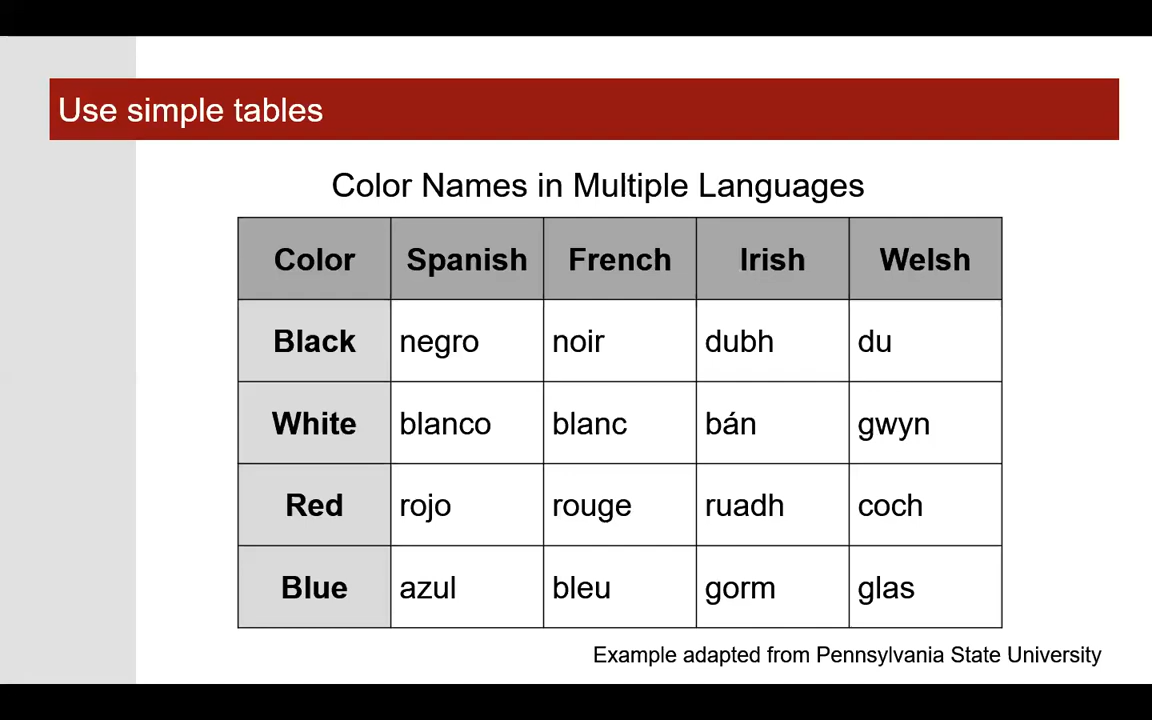 Use simple tables
Color Names in Multiple Languages
Color Spanish French Irish Welsh
Black negro noir dubh du
White blanco blanc bán gwyn
Red rojo rouge ruadh coch
Blue azul bleu gorm glas
Example adapted from Pennsylvania State University